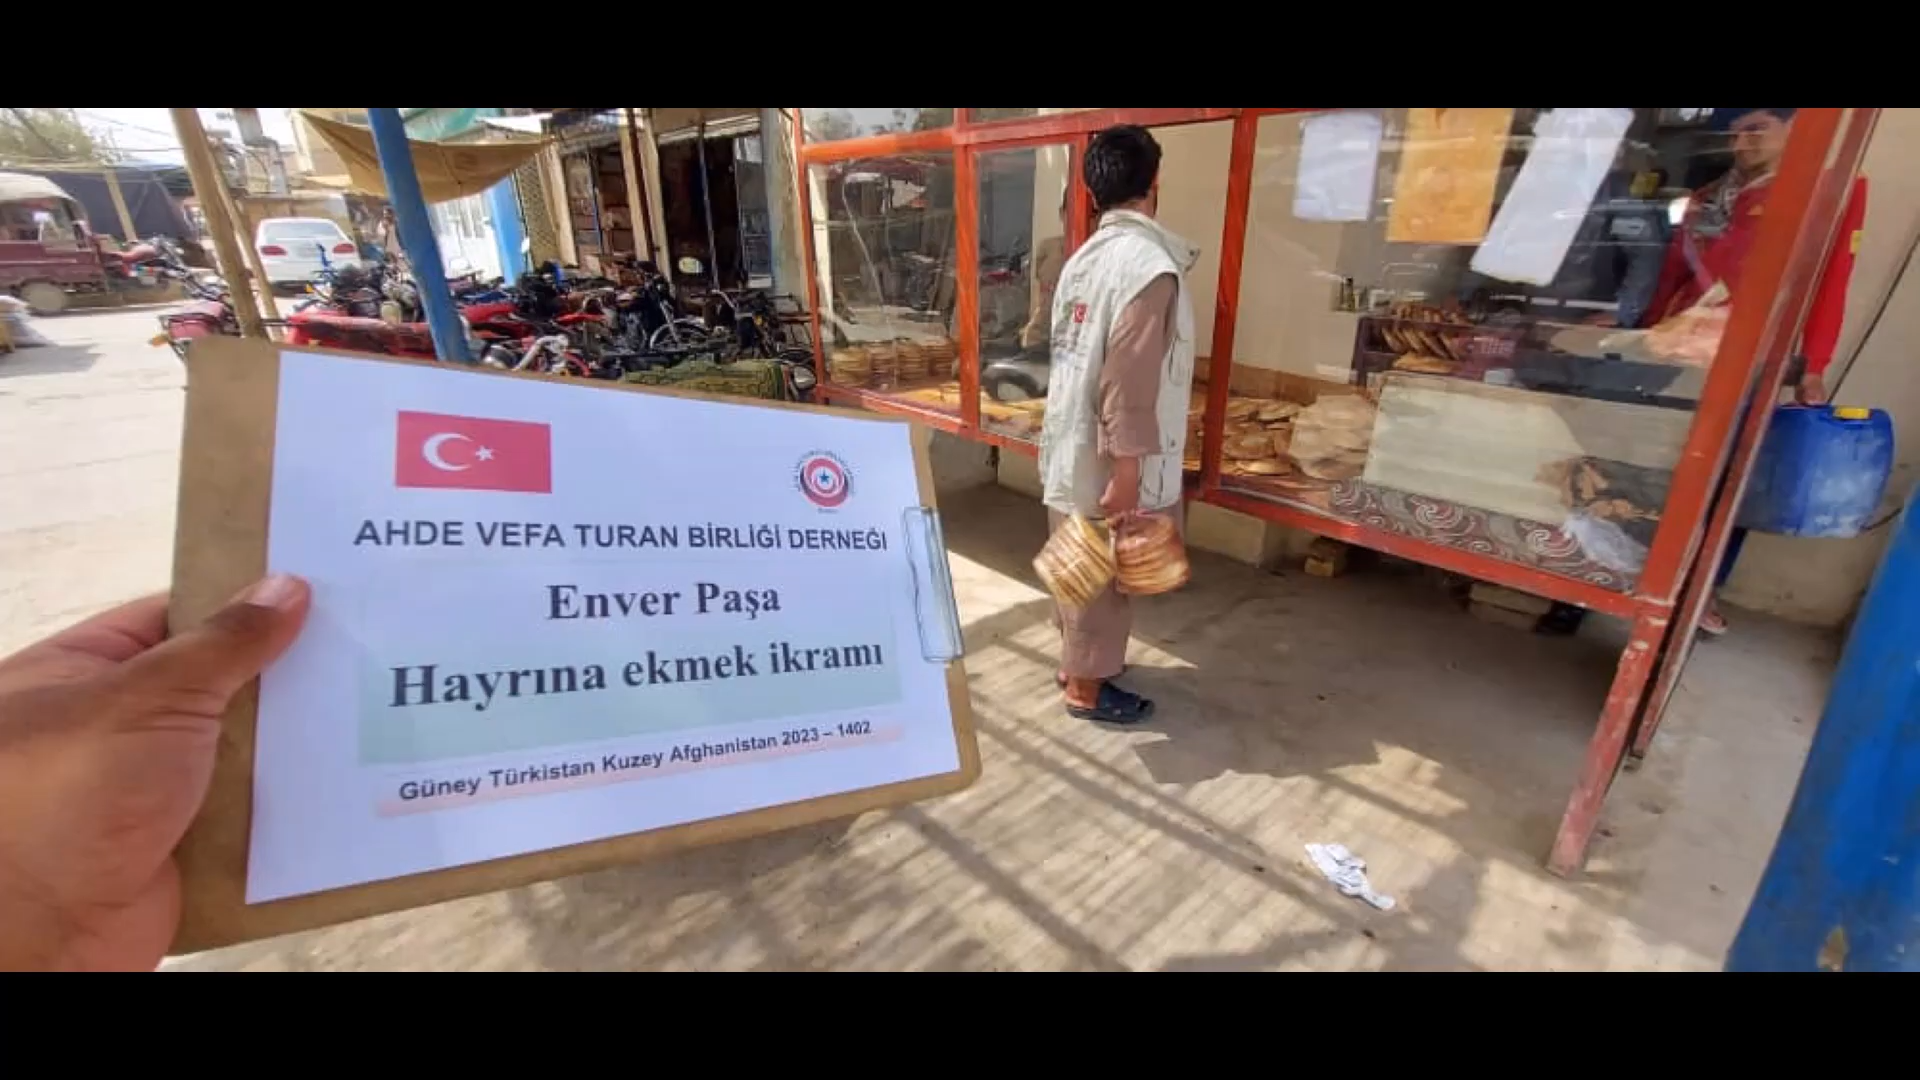 AHDE VEFA TURAN BİRLİĞİ DERNEĞİ
Enver Paşa
Hayrına ekmek ikramı
Güney Türkistan Kuzey Afghanistan 2023 – 1402